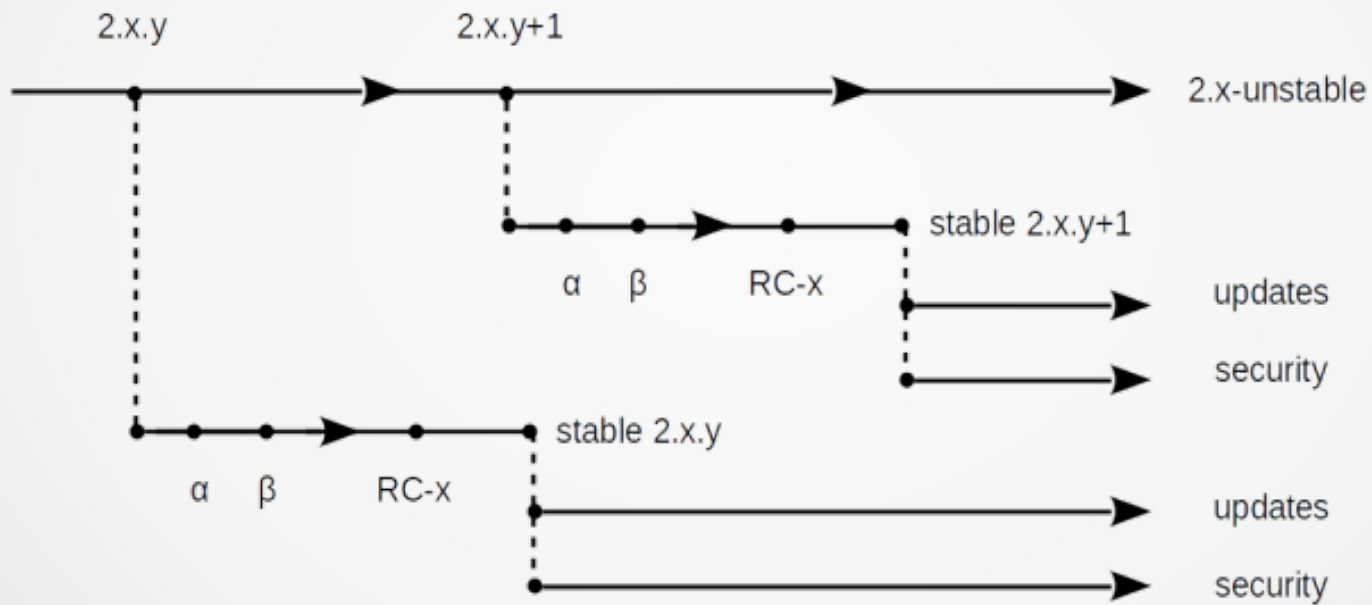 2.x.y 2.x.y+1
2.x-unstable
stable 2.x.y+1
α β RC-x
updates
security
stable 2.x.y
α β RC-x
updates
security